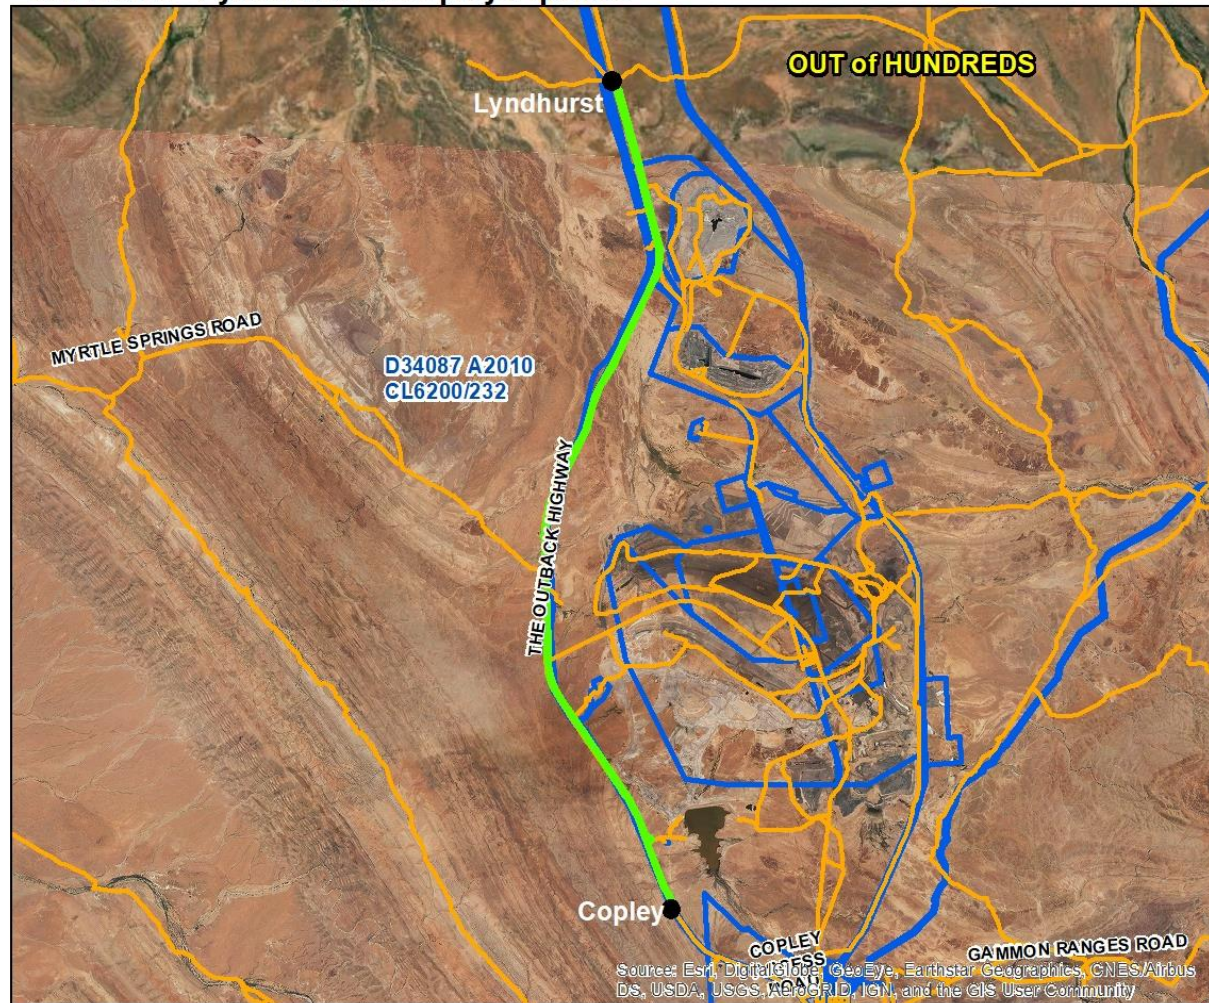 OUT of HUNDREDS
Lyndhurst
MYRTLE SPRINGS ROAD
D34087 A2010
CL6200/232
THE OUTBACK HIGHWAY
Copley
COPLEY
ROAD
GAMMON RANGES ROAD
Source: Esri, DigitalGlobe, GeoEye, Earthstar Geographics, CNES/Airbus
DS, USDA, USGS, AeroGRID, IGN, and the GIS User Community